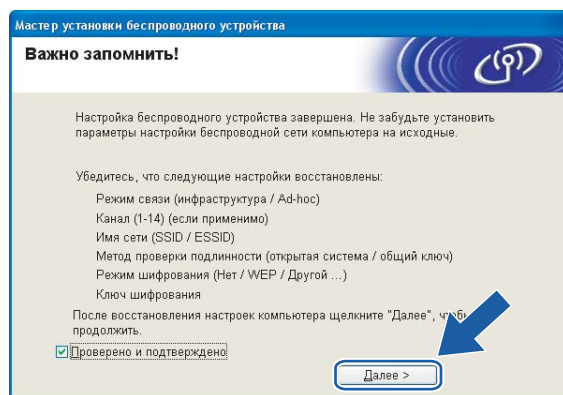 Мастер установки беспроводного устройства
Важно запомнить!
Настройка беспроводного устройства завершена. Не забудьте установить
параметры настройки беспроводной сети компьютера на исходные.
Убедитесь, что следующие настройки восстановлены:
Режим связи (инфраструктура / Ad-hoc)
Канал (1-14) (если применимо)
Имя сети (SSID / ESSID)
Метод проверки подлинности (открытая система / общий ключ)
Режим шифрования (Нет / WEP / Другой ...)
Ключ шифрования
После восстановления настроек компьютера щелкните "Далее",
продолжить.
Проверено и подтверждено
Далее >